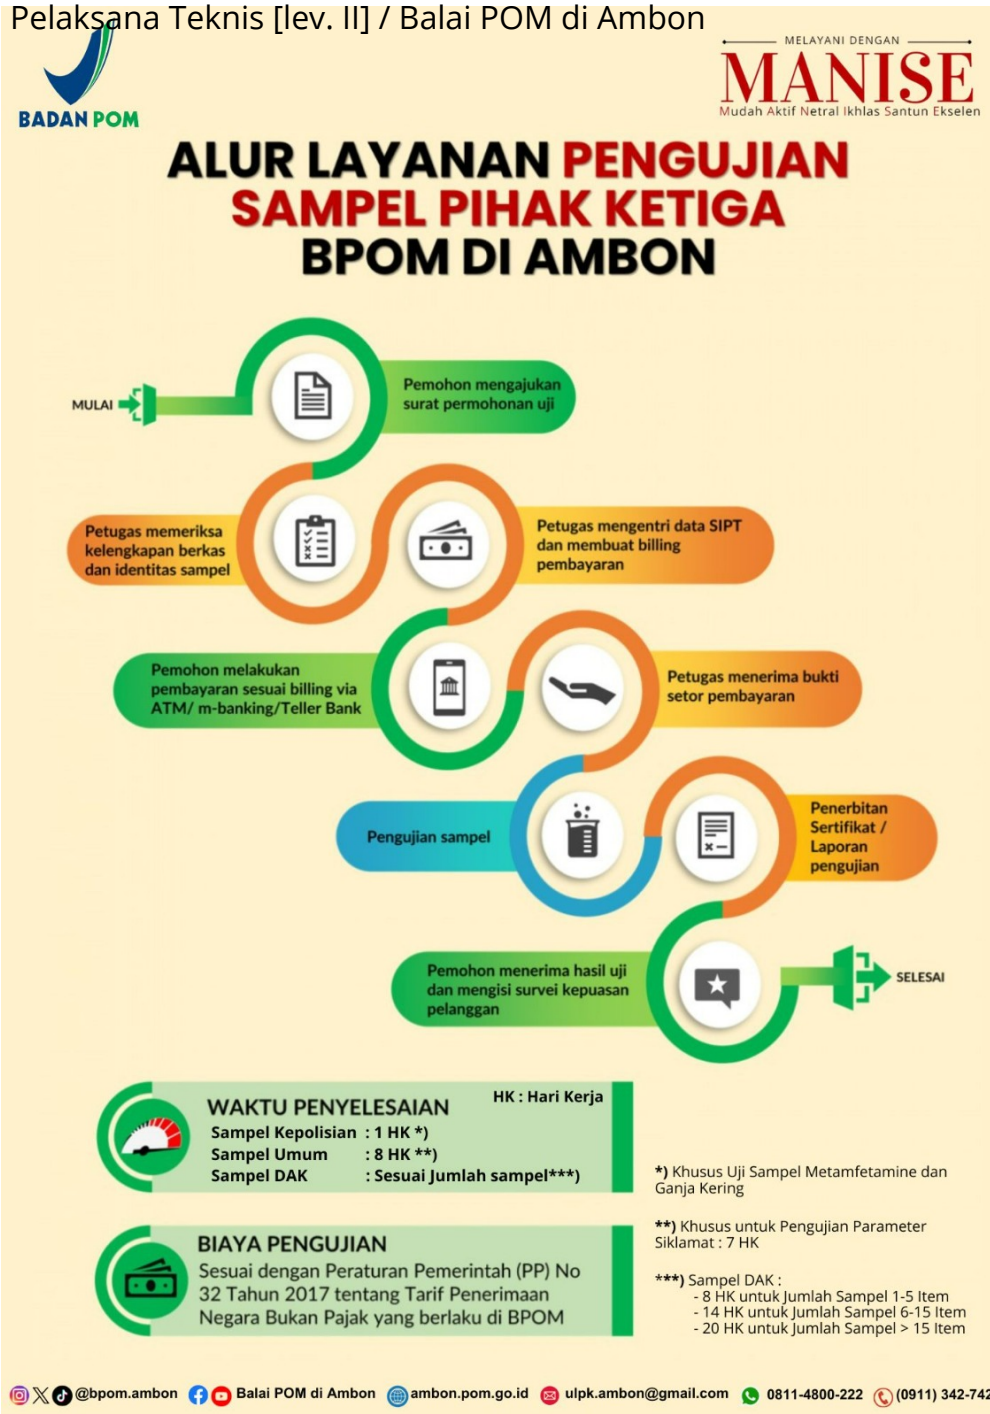 Pelaksana Teknis [lev. II] / Balai POM di Ambon
BADAN POM
MELAYANI DENGAN
MANISE
Mudah Aktif Netral Ikhlas Santun Ekselen
ALUR LAYANAN PENGUJIAN
SAMPEL PIHAK KETIGA
BPOM DI AMBON
MULAI
Pemohon mengajukan
surat permohonan uji
Petugas memeriksa
kelengkapan berkas
dan identitas sampel
Petugas mengentri data SIPT
dan membuat billing
pembayaran
Pemohon melakukan
pembayaran sesuai billing via
ATM/ m-banking/Teller Bank
Petugas menerima bukti
setor pembayaran
Pengujian sampel
Penerbitan
Sertifikat /
Laporan
pengujian
Pemohon menerima hasil uji
dan mengisi survei kepuasan
pelanggan
SELESAI
HK : Hari Kerja
WAKTU PENYELESAIAN
Sampel Kepolisian : 1 HK *)
Sampel Umum : 8 HK **)
Sampel DAK : Sesuai Jumlah sampel***)
*) Khusus Uji Sampel Metamfetamine dan
Ganja Kering
**) Khusus untuk Pengujian Parameter
Siklamat : 7 HK
***) Sampel DAK :
- 8 HK untuk Jumlah Sampel 1-5 Item
- 14 HK untuk Jumlah Sampel 6-15 Item
- 20 HK untuk Jumlah Sampel > 15 Item
BIAYA PENGUJIAN
Sesuai dengan Peraturan Pemerintah (PP) No
32 Tahun 2017 tentang Tarif Penerimaan
Negara Bukan Pajak yang berlaku di BPOM
@bpom.ambon Balai POM di Ambon ambon.pom.go.id ulpk.ambon@gmail.com 0811-4800-222 (0911) 342-742